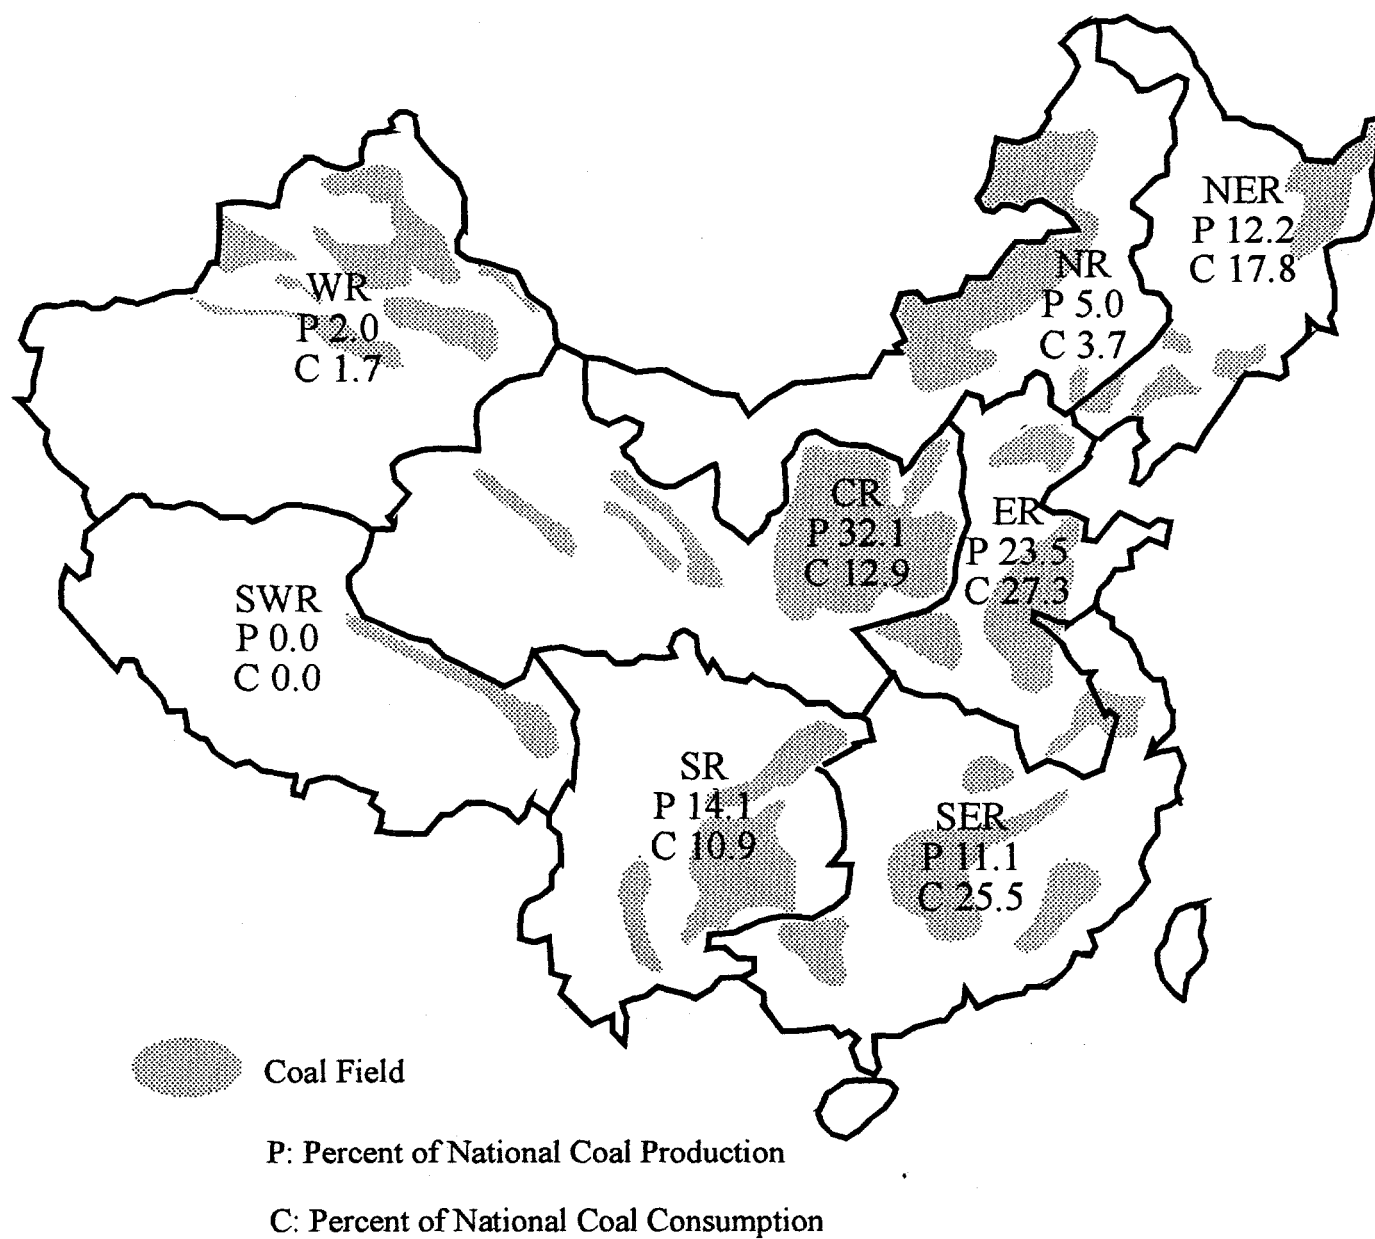 NER
P 12.2
C 17.8
NR
P 5.0
C 3.7
WR
P 2.0
C 1.7
CR
P 32.1
C 12.9
ER
P 23.5
C 27.3
SWR
P 0.0
C 0.0
SR
P 14.1
C 10.9
SER
P 11.1
C 25.5
Coal Field
P: Percent of National Coal Production
C: Percent of National Coal Consumption